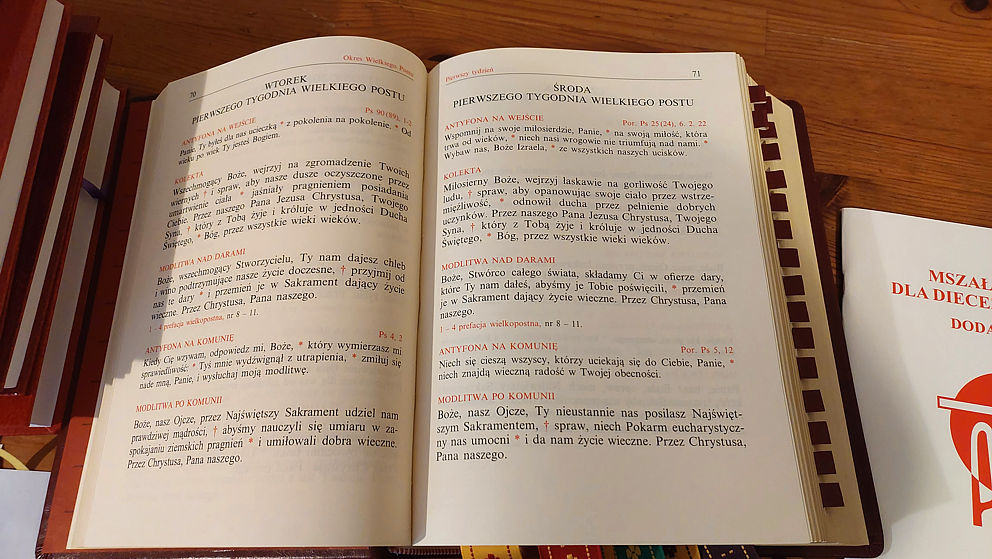 70
Okres Wielkiego Postu
WTOREK
PIERWSZEGO TYGODNIA WIELKIEGO POSTU
ANTYFONA NA WEJŚCIE
Ps 90 (89), 1-2
Panie, Ty byłeś dla nas ucieczką * z pokolenia na pokolenie. * Od
wieku po wiek Ty jesteś Bogiem.
KOLEKTA
Wszechmogący Boże, wejrzyj na zgromadzenie Twoich
wiernych † i spraw, aby nasze dusze oczyszczone przez
umartwienie ciała * jaśniały pragnieniem posiadania
Ciebie. Przez naszego Pana Jezusa Chrystusa, Twojego
Syna, † który z Tobą żyje i króluje w jedności Ducha
Świętego, * Bóg, przez wszystkie wieki wieków.
MODLITWA NAD DARAMI
Boże, wszechmogący Stworzycielu, Ty nam dajesz chleb
i wino podtrzymujące nasze życie doczesne, † przyjmij od
nas te dary * i przemień je w Sakrament dający życie
wieczne. Przez Chrystusa, Pana naszego.
1 – 4 prefacja wielkopostna, nr 8 – 11.
ANTYFONA NA KOMUNIĘ
Ps 4, 2
Kiedy Cię wzywam, odpowiedz mi, Boże, * który wymierzasz mi
sprawiedliwość. * Tyś mnie wydźwignął z utrapienia, * zmiłuj się
nade mną, Panie, i wysłuchaj moją modlitwę.
MODLITWA PO KOMUNII
Boże, nasz Ojcze, przez Najświętszy Sakrament udziel nam
prawdziwej mądrości, † abyśmy nauczyli się umiaru w za-
spokajaniu ziemskich pragnień * i umiłowali dobra wieczne.
Przez Chrystusa, Pana naszego.
Pierwszy tydzień
71
ŚRODA
PIERWSZEGO TYGODNIA WIELKIEGO POSTU
ANTYFONA NA WEJŚCIE
Por. Ps 25 (24), 6. 2. 22
Wspomnij na swoje miłosierdzie, Panie, * na swoją miłość, która
trwa od wieków, * niech nasi wrogowie nie triumfują nad nami. *
Wybaw nas, Boże Izraela, * ze wszystkich naszych ucisków.
KOLEKTA
Miłosierny Boże, wejrzyj łaskawie na gorliwość Twojego
ludu, † spraw, aby opanowując swoje ciało przez wstrze-
mięźliwość, * odnowił ducha przez pełnienie dobrych
uczynków. Przez naszego Pana Jezusa Chrystusa, Twojego
Syna, † który z Tobą żyje i króluje w jedności Ducha
Świętego, * Bóg, przez wszystkie wieki wieków.
MODLITWA NAD DARAMI
Boże, Stwórco całego świata, składamy Ci w ofierze dary,
które Ty nam dałeś, abyśmy je Tobie poświęcili, * przemień
je w Sakrament dający życie wieczne. Przez Chrystusa, Pana
naszego.
1 – 4 prefacja wielkopostna, nr 8 – 11.
ANTYFONA NA KOMUNIĘ
Por. Ps 5, 12
Niech się cieszą wszyscy, którzy uciekają się do Ciebie, Panie, *
niech znajdą wieczną radość w Twojej obecności.
MODLITWA PO KOMUNII
Boże, nasz Ojcze, Ty nieustannie nas posilasz Najświęt-
szym Sakramentem, † spraw, niech Pokarm eucharystycz-
ny nas umocni * i da nam życie wieczne. Przez Chrystusa,
Pana naszego.
MSZAŁ
DLA DIECE
DODA